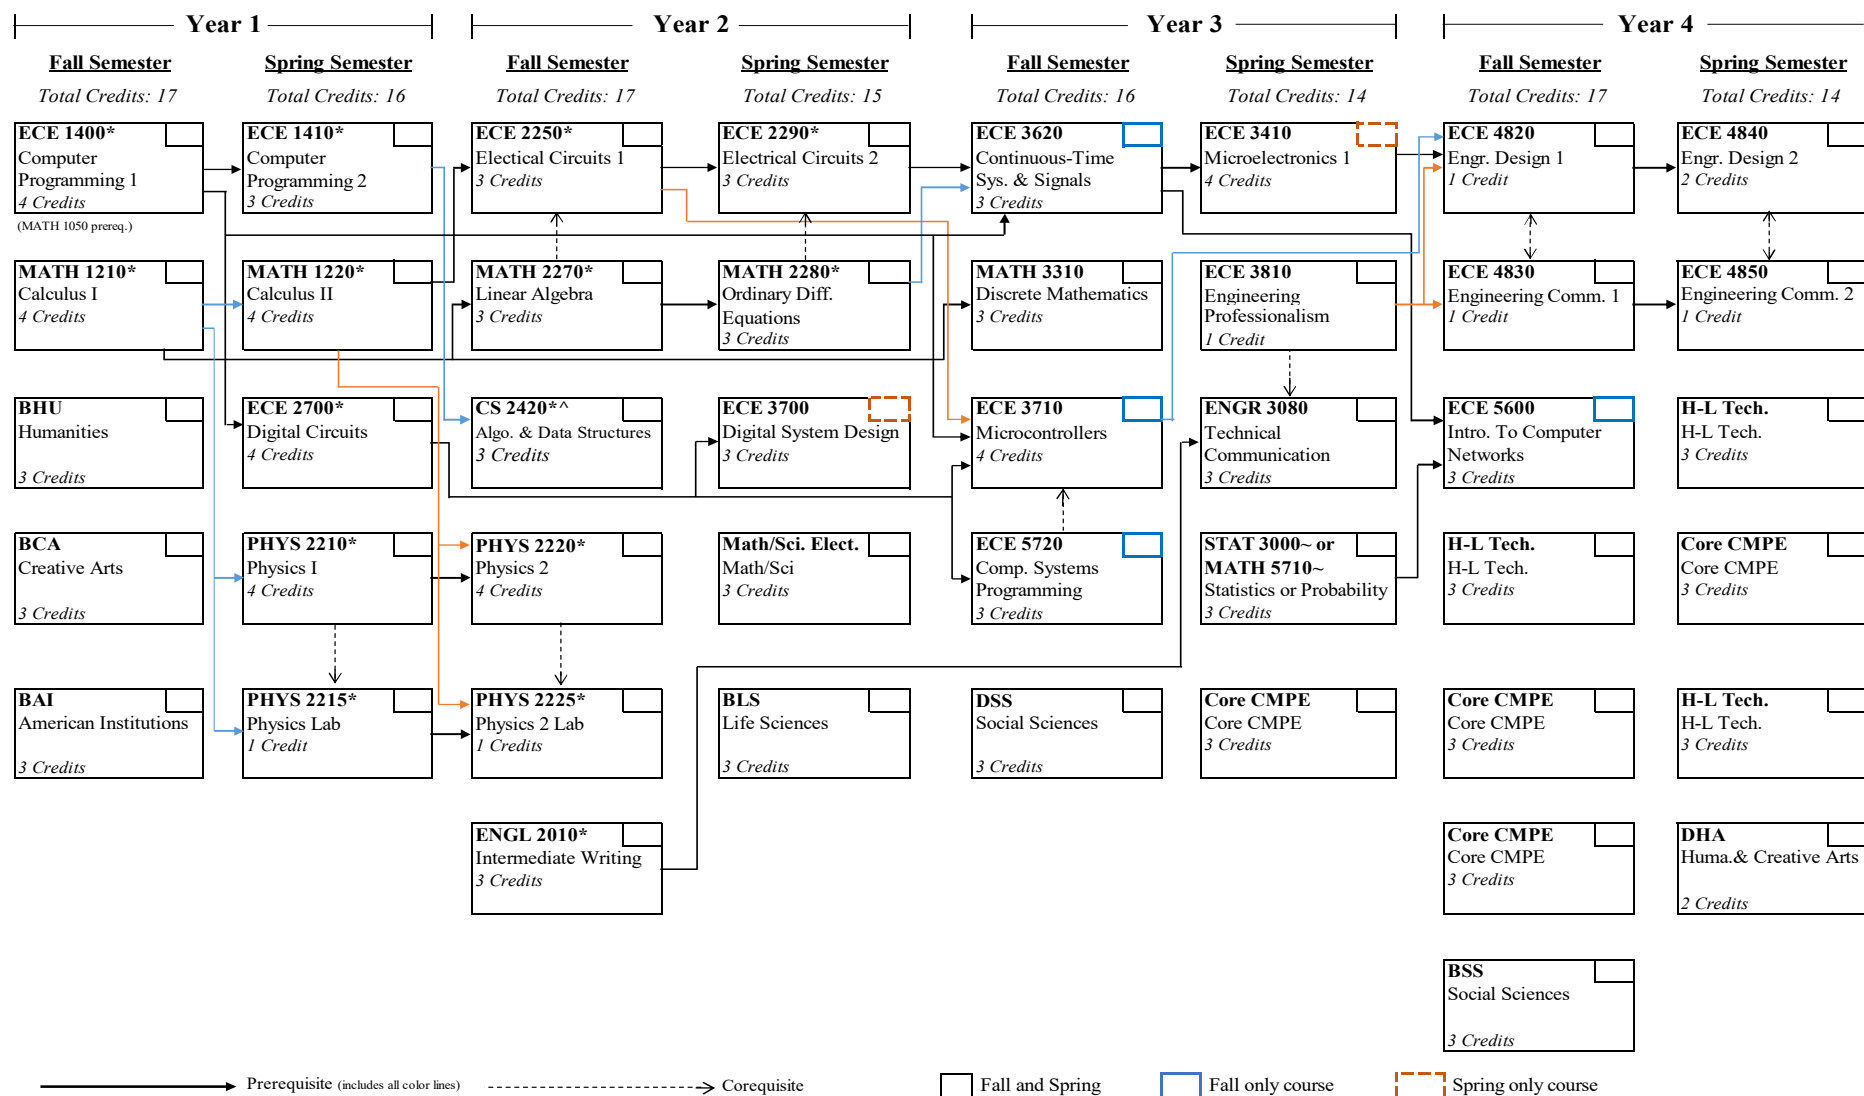 Year 1
Year 2
Year 3
Year 4
Fall Semester
Spring Semester
Fall Semester
Spring Semester
Fall Semester
Spring Semester
Fall Semester
Spring Semester
Total Credits: 17
Total Credits: 16
Total Credits: 17
Total Credits: 15
Total Credits: 16
Total Credits: 14
Total Credits: 17
Total Credits: 14
ECE 1400*
Computer
Programming 1
4 Credits
(MATH 1050 prereq.)
ECE 1410*
Computer
Programming 2
3 Credits
ECE 2250*
Electical Circuits 1
3 Credits
ECE 2290*
Electrical Circuits 2
3 Credits
ECE 3620
Continuous-Time
Sys. & Signals
3 Credits
ECE 3410
Microelectronics 1
4 Credits
ECE 4820
Engr. Design 1
1 Credit
ECE 4840
Engr. Design 2
2 Credits
MATH 1210*
Calculus I
4 Credits
MATH 1220*
Calculus II
4 Credits
MATH 2270*
Linear Algebra
3 Credits
MATH 2280*
Ordinary Diff.
Equations
3 Credits
MATH 3310
Discrete Mathematics
3 Credits
ECE 3810
Engineering
Professionalism
1 Credit
ECE 4830
Engineering Comm. 1
1 Credit
ECE 4850
Engineering Comm. 2
1 Credit
BHU
Humanities
3 Credits
ECE 2700*
Digital Circuits
4 Credits
CS 2420*^
Algo. & Data Structures
3 Credits
ECE 3700
Digital System Design
3 Credits
ECE 3710
Microcontrollers
4 Credits
ENGR 3080
Technical
Communication
3 Credits
ECE 5600
Intro. To Computer
Networks
3 Credits
H-L Tech.
H-L Tech.
3 Credits
BCA
Creative Arts
3 Credits
PHYS 2210*
Physics I
4 Credits
PHYS 2220*
Physics 2
4 Credits
Math/Sci. Elect.
Math/Sci
3 Credits
ECE 5720
Comp. Systems
Programming
3 Credits
STAT 3000~ or
MATH 5710~
Statistics or Probability
3 Credits
H-L Tech.
H-L Tech.
3 Credits
Core CMPE
Core CMPE
3 Credits
BAI
American Institutions
3 Credits
PHYS 2215*
Physics Lab
1 Credit
PHYS 2225*
Physics 2 Lab
1 Credits
BLS
Life Sciences
3 Credits
DSS
Social Sciences
3 Credits
Core CMPE
Core CMPE
3 Credits
Core CMPE
Core CMPE
3 Credits
H-L Tech.
H-L Tech.
3 Credits
ENGL 2010*
Intermediate Writing
3 Credits
Core CMPE
Core CMPE
3 Credits
DHA
Huma.& Creative Arts
2 Credits
BSS
Social Sciences
3 Credits
Prerequisite (includes all color lines)
Corequisite
Fall and Spring
Fall only course
Spring only course